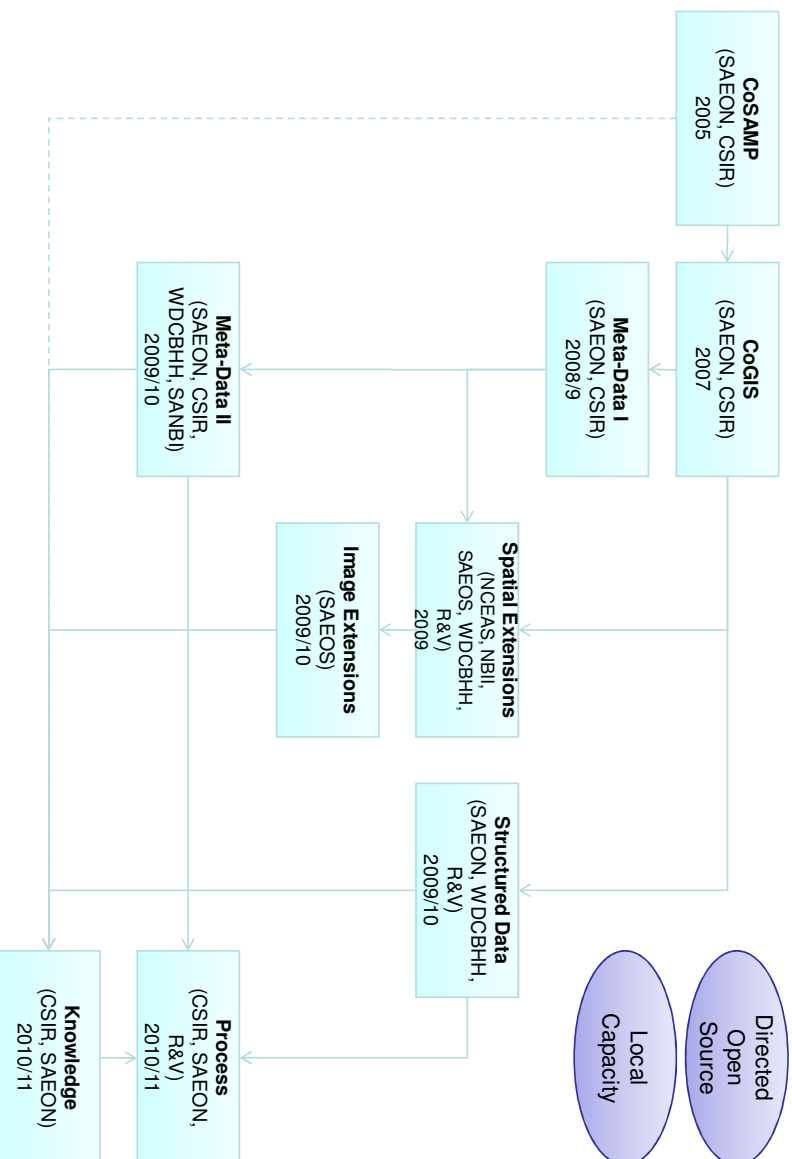 CoSAMP
(SAEON, CSIR)
2005
CoGIS
(SAEON, CSIR)
2007
Meta-Data I
(SAEON, CSIR)
2008/9
Meta-Data II
(SAEON, CSIR,
WDCBHH, SANBI)
2009/10
Spatial Extensions
(NCEAS, NBII,
SAEOS, WDCBHH,
R&V)
2009
Image Extensions
(SAEOS)
2009/10
Structured Data
(SAEON, WDCBHH,
R&V)
2009/10
Process
(CSIR, SAEON,
R&V)
2010/11
Knowledge
(CSIR, SAEON)
2010/11
Directed
Open
Source
Local
Capacity